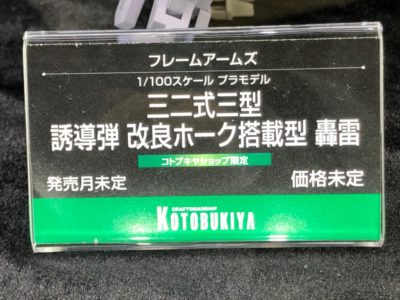 フレームアームズ
1/100スケール プラモデル
三二式三型
誘導弾 改良ホーク搭載型 轟雷
コトブキヤショップ限定
発売月未定 価格未定
CRAFTSMANSHIP
KOTOBUKIYA